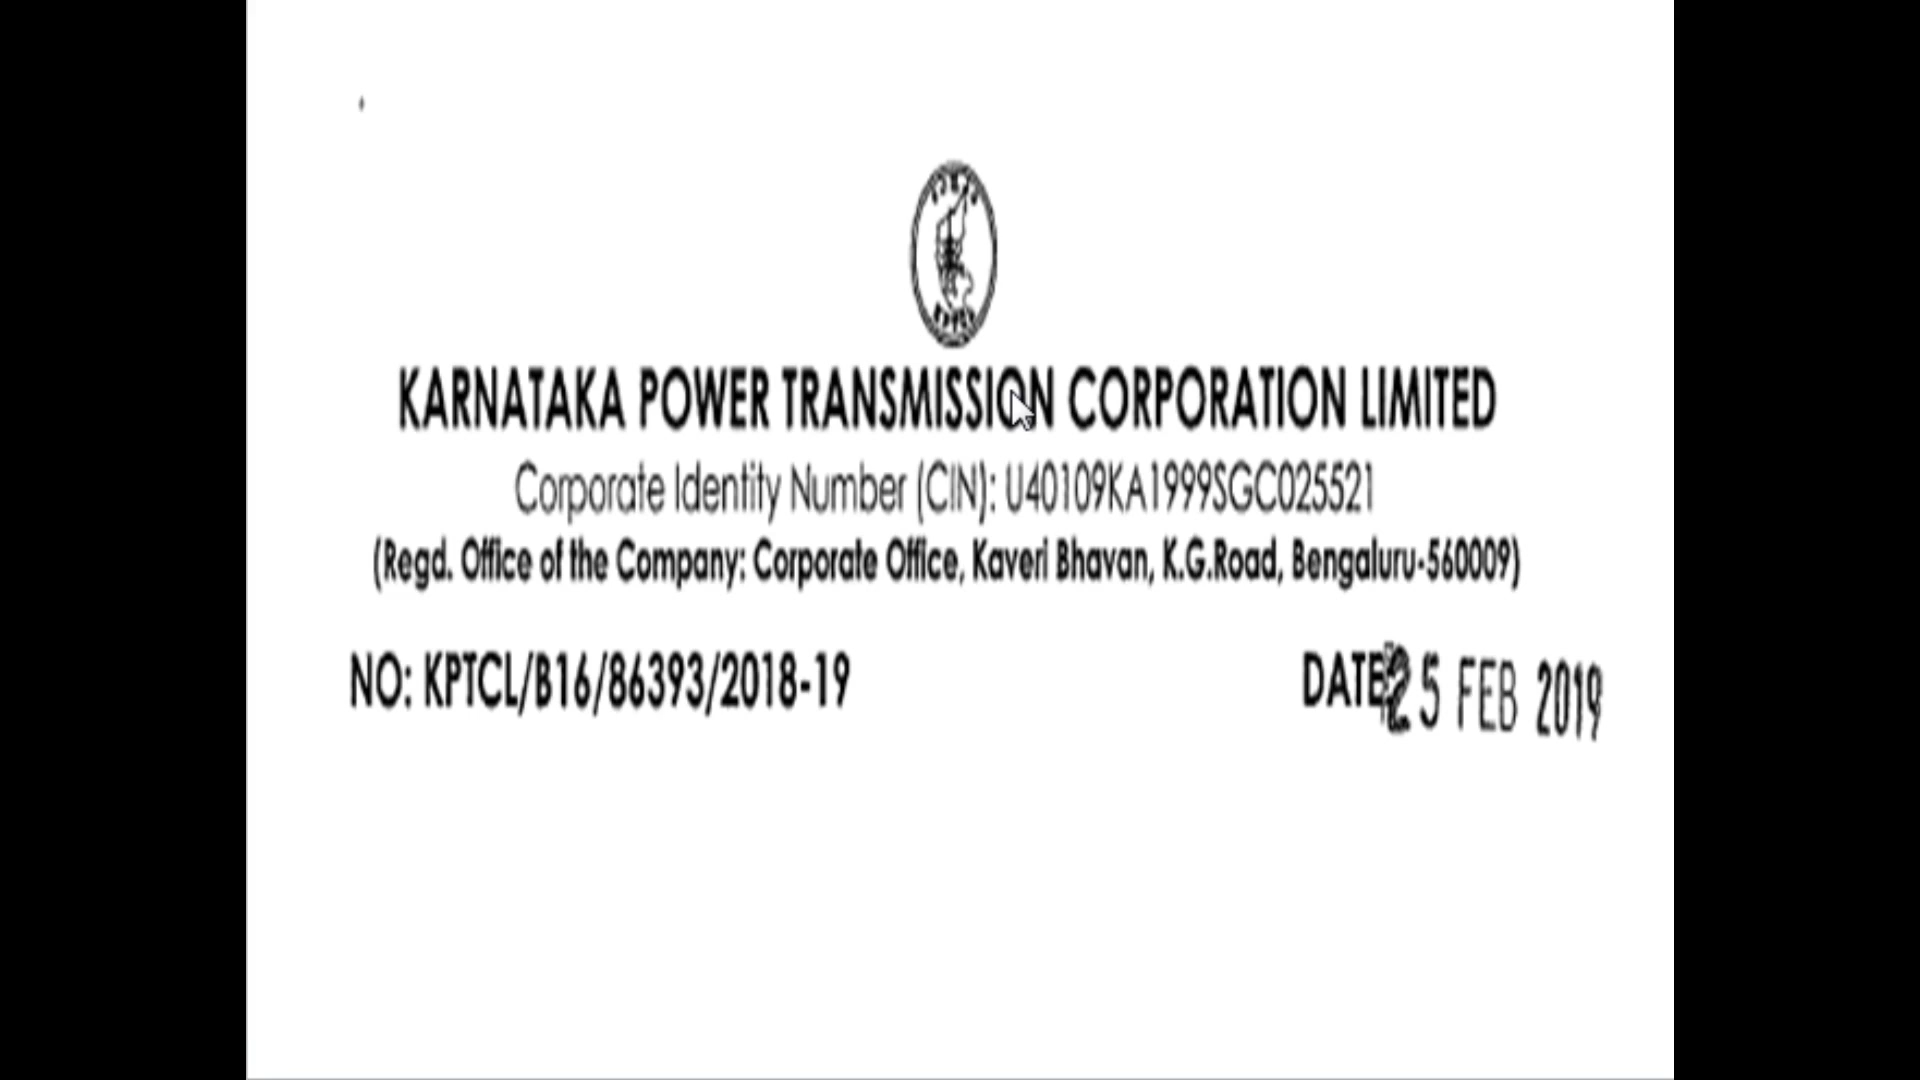 KARNATAKA POWER TRANSMISSION CORPORATION LIMITED
Corporate Identity Number (CIN): U40109KA1999SGC025521
(Regd. Office of the Company: Corporate Office, Kaveri Bhavan, K.G.Road, Bengaluru-560009)
NO: KPTCL/B16/86393/2018-19 DATE: 25 FEB 2019